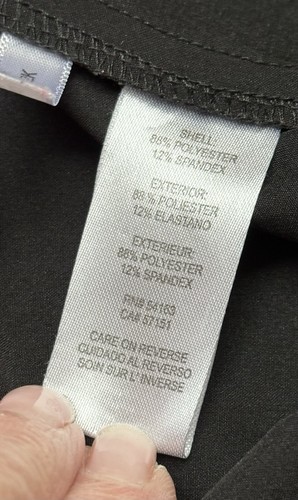 SHELL:
88% POLYESTER
12% SPANDEX
EXTERIOR:
88 % POLIESTER
12% ELASTANO
EXTERIEUR:
88% POLYESTER
12% SPANDEX
RN# 54163
CA# 57151
CARE ON REVERSE
CUIDADO AL REVERSO
SOIN SUR L' INVERSE